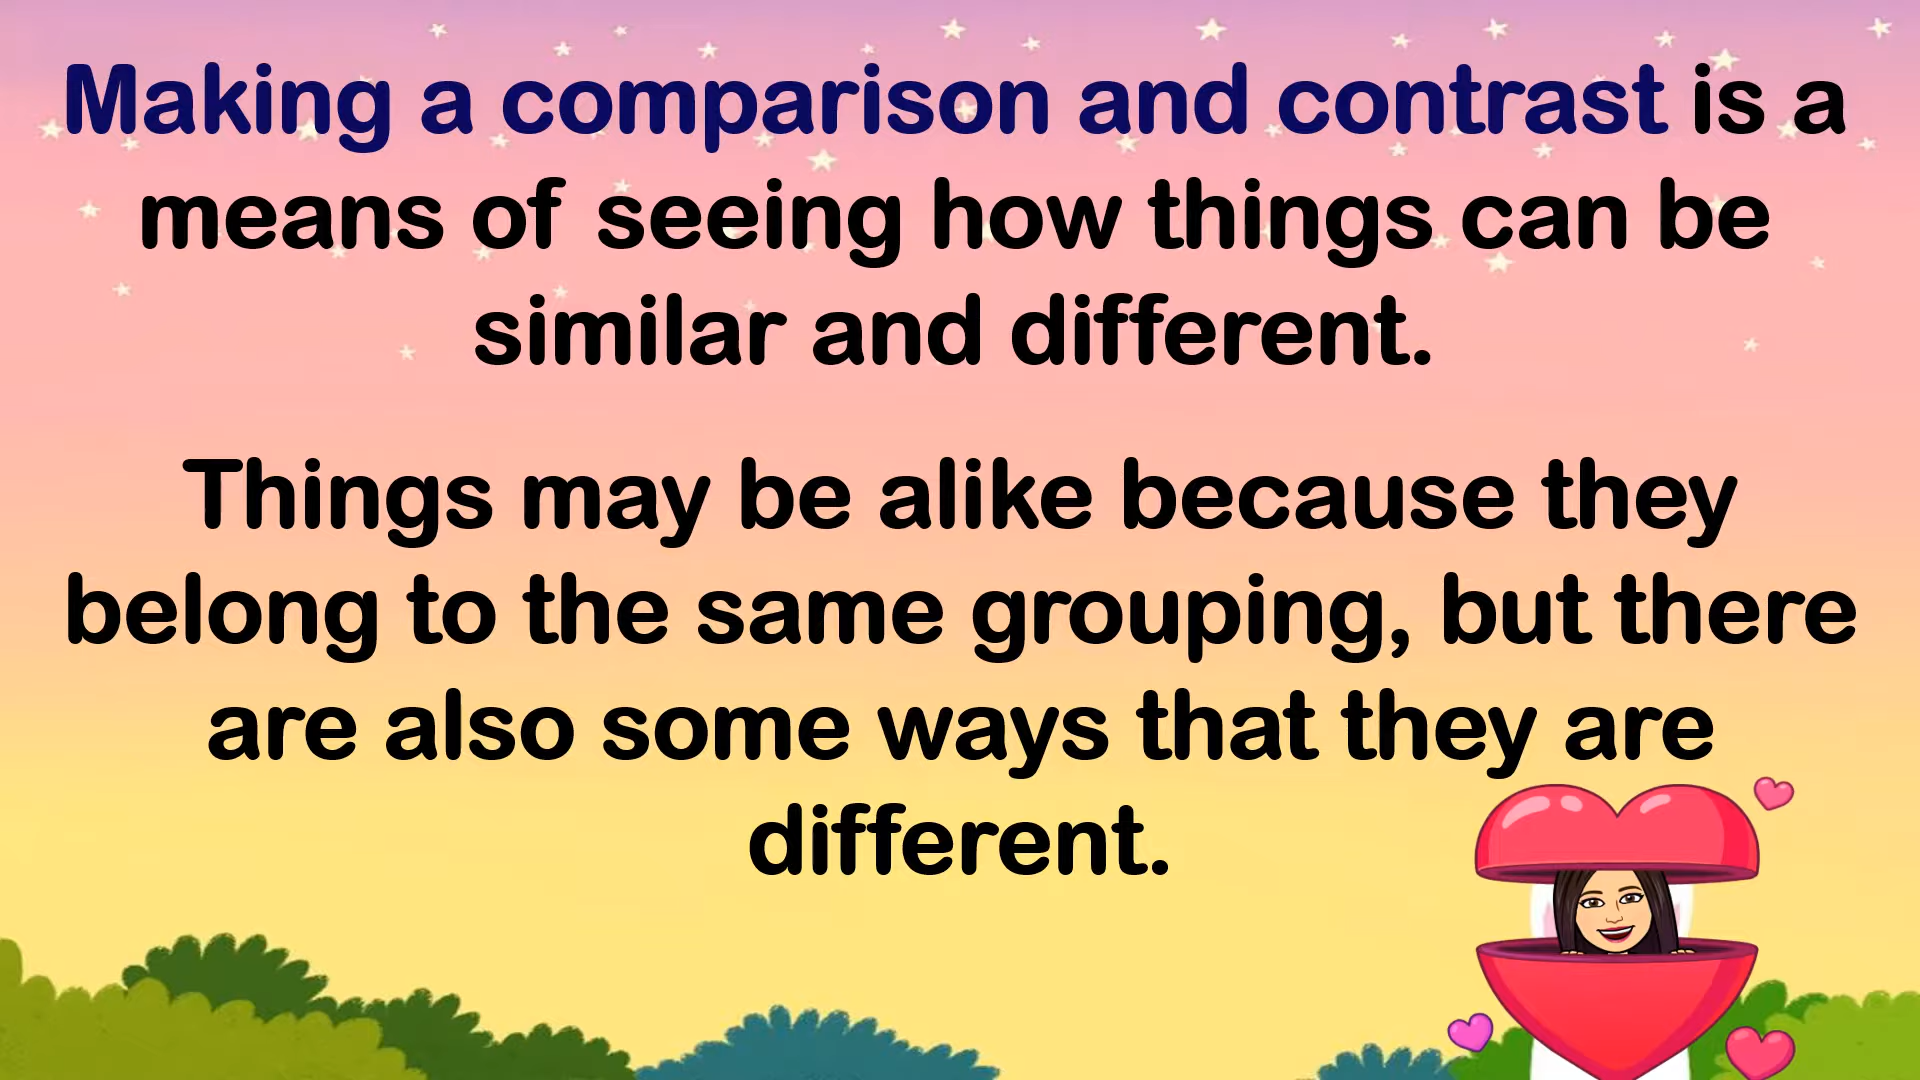 Making a comparison and contrast is a
means of seeing how things can be
similar and different.
Things may be alike because they
belong to the same grouping, but there
are also some ways that they are
different.